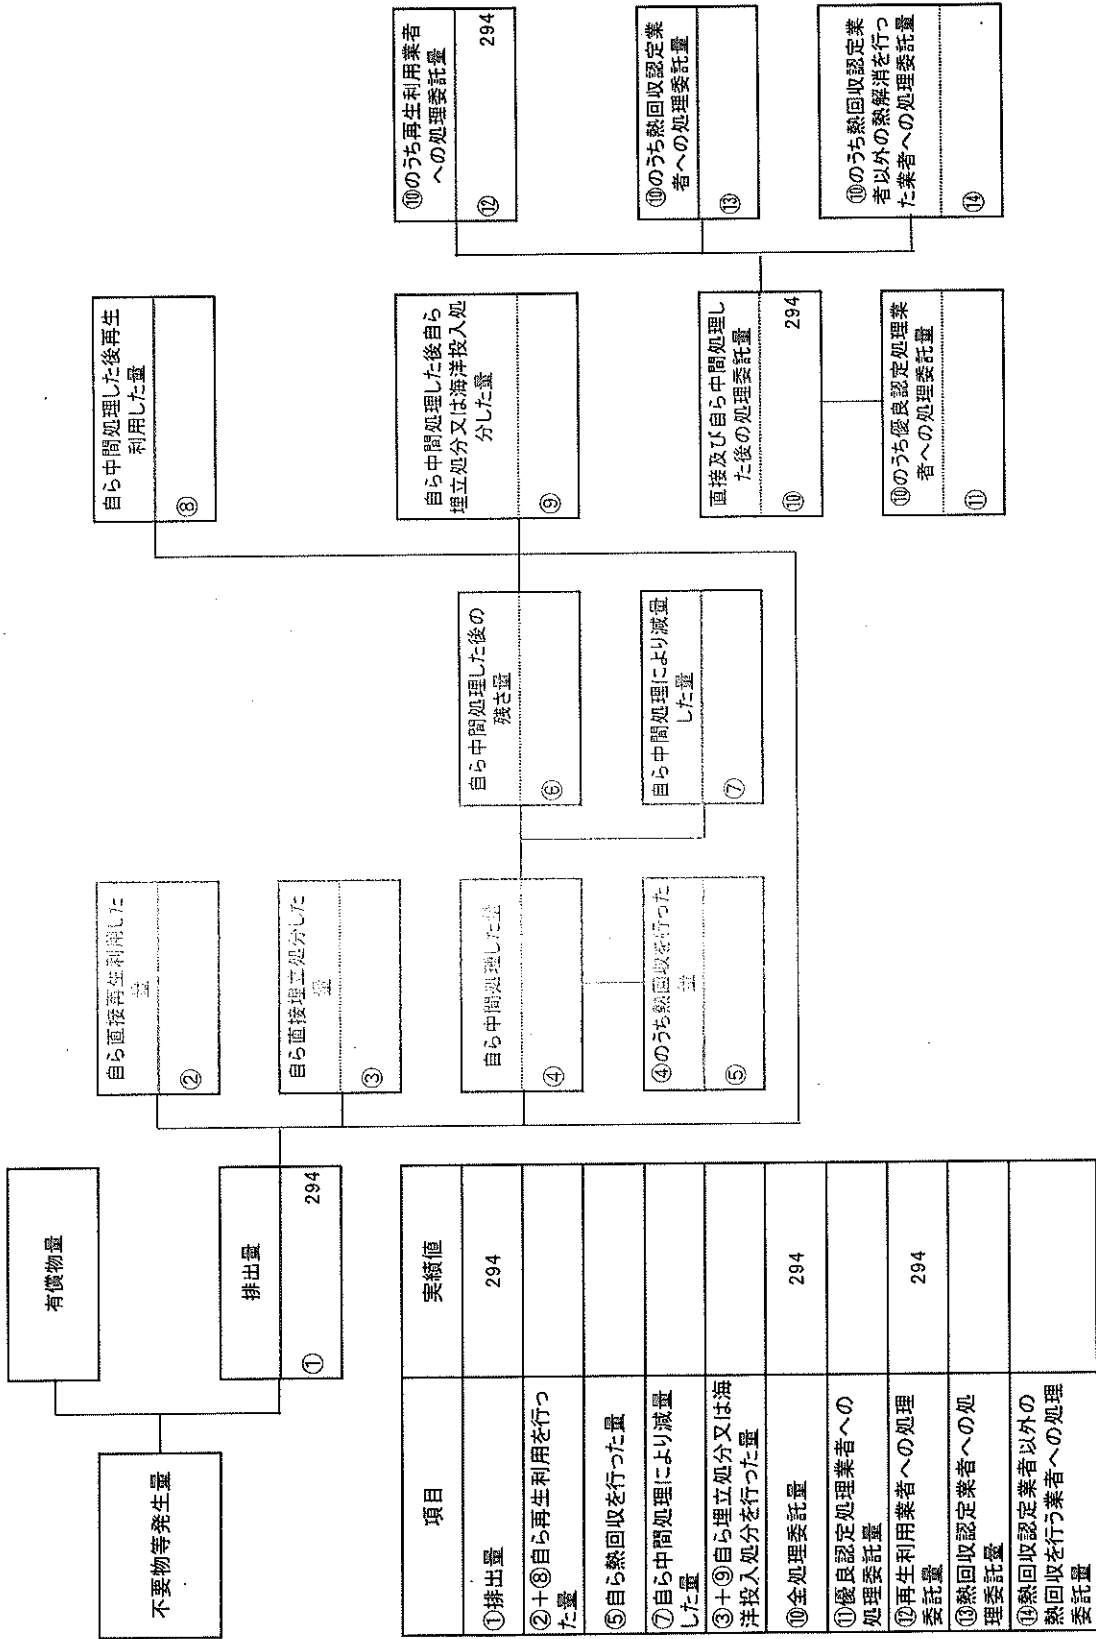 不要物等発生量
有償物量
排出量
①
294
自ら直接再生利用した
量
②
自ら直接埋立処分した
量
③
自ら中間処理した量
④
④のうち熱回収を行った
量
⑤
自ら中間処理した後の
残さ量
⑥
自ら中間処理により減量
した量
⑦
自ら中間処理した後再生
利用した量
⑧
自ら中間処理した後自ら
埋立処分又は海洋投入処
分した量
⑨
直接及び自ら中間処理し
た後の処理委託量
⑩
294
⑩のうち優良認定処理業
者への処理委託量
⑪
⑩のうち再生利用業者
への処理委託量
⑫
294
⑩のうち熱回収認定業
者への処理委託量
⑬
⑩のうち熱回収認定業
者以外の熱解消を行っ
た業者への処理委託量
⑭
項目
実績値
①排出量
294
②+⑧自ら再生利用を行っ
た量
⑤自ら熱回収を行った量
⑦自ら中間処理により減量
した量
③+⑨自ら埋立処分又は海
洋投入処分を行った量
⑩全処理委託量
294
⑪優良認定処理業者への
処理委託量
⑫再生利用業者への処理
委託量
294
⑬熱回収認定業者への処
理委託量
⑭熱回収認定業者以外の
熱回収を行う業者への処理
委託量